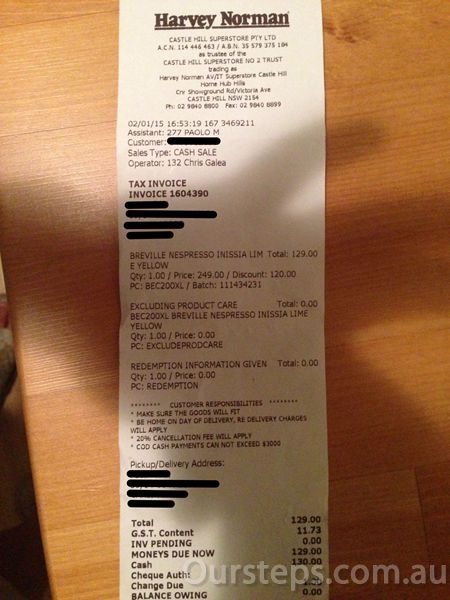 Harvey Norman
CASTLE HILL SUPERSTORE PTY LTD
A.C.N. 114 446 463 / A.B.N. 35 579 375 184
as trustee of the
CASTLE HILL SUPERSTORE NO 2 TRUST
trading as
Harvey Norman AV/IT Superstore Castle Hill
Home Hub Hills
Cnr Showground Rd/Victoria Ave
CASTLE HILL NSW 2154
Ph: 02 9840 8800 Fax: 02 9840 8899
02/01/15 16:53:19 167 3469211
Assistant: 277 PAOLO M
Customer:
Sales Type: CASH SALE
Operator: 132 Chris Galea
TAX INVOICE
INVOICE 1604390
BREVILLE NESPRESSO INISSIA LIM Total: 129.00
E YELLOW
Qty: 1.00 / Price: 249.00 / Discount: 120.00
PC: BEC200XL / Batch: 111434231
EXCLUDING PRODUCT CARE Total: 0.00
BEC200XL BREVILLE NESPRESSO INISSIA LIME
YELLOW
Qty: 1.00 / Price: 0.00
PC: EXCLUDEPRODCARE
REDEMPTION INFORMATION GIVEN Total: 0.00
Qty: 1.00 / Price: 0.00
PC: REDEMPTION
******** CUSTOMER RESPONSIBILITIES ********
* MAKE SURE THE GOODS WILL FIT
* BE HOME ON DAY OF DELIVERY, RE DELIVERY CHARGES
WILL APPLY
* 20% CANCELLATION FEE WILL APPLY
* COD CASH PAYMENTS CAN NOT EXCEED $3000
Pickup/Delivery Address:
Total 129.00
G.S.T. Content 11.73
INV PENDING 0.00
MONEYS DUE NOW 129.00
Cash 130.00
Cheque Auth:
Change Due
BALANCE OWING 0.00
Oursteps.com.au